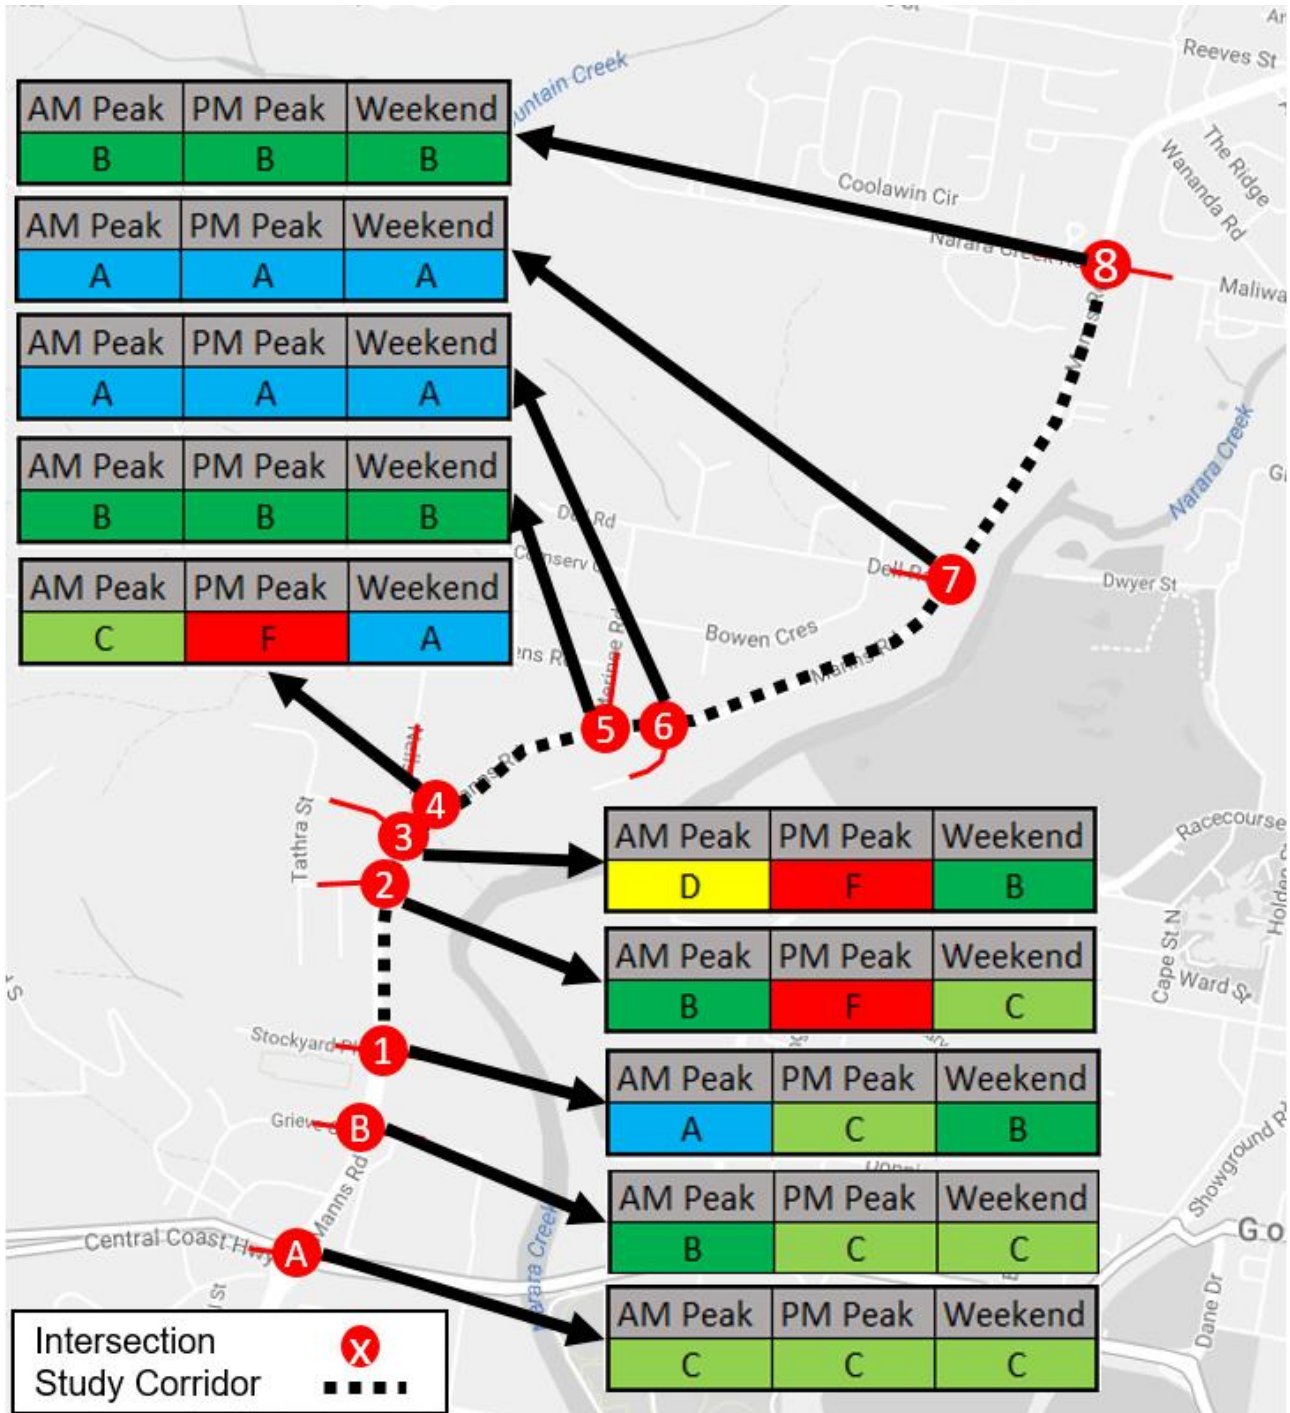 Reeves St
The Ridge
Wananda Rd
AM Peak PM Peak Weekend
B B B
Coolawin Cir
8
Narara Creek
AM Peak PM Peak Weekend
A A A
AM Peak PM Peak Weekend
A A A
AM Peak PM Peak Weekend
B B B
AM Peak PM Peak Weekend
C F A
7
Dwyer St
Bowen Cres
Manns Rd
5
6
4
3
2
Tathra St
AM Peak PM Peak Weekend
D F B
Racecourse
AM Peak PM Peak Weekend
B F C
Cape St N
Ward St
Stockyard
1
AM Peak PM Peak Weekend
A C B
B
Manns Rd
AM Peak PM Peak Weekend
B C C
Showground Rd
Central Coast Hwy
A
AM Peak PM Peak Weekend
C C C
Dane Dr
Intersection X
Study Corridor